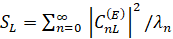 S_L = ∑_{n=0}^{∞} |C_{nL}^{(E)}|^2 / λ_n